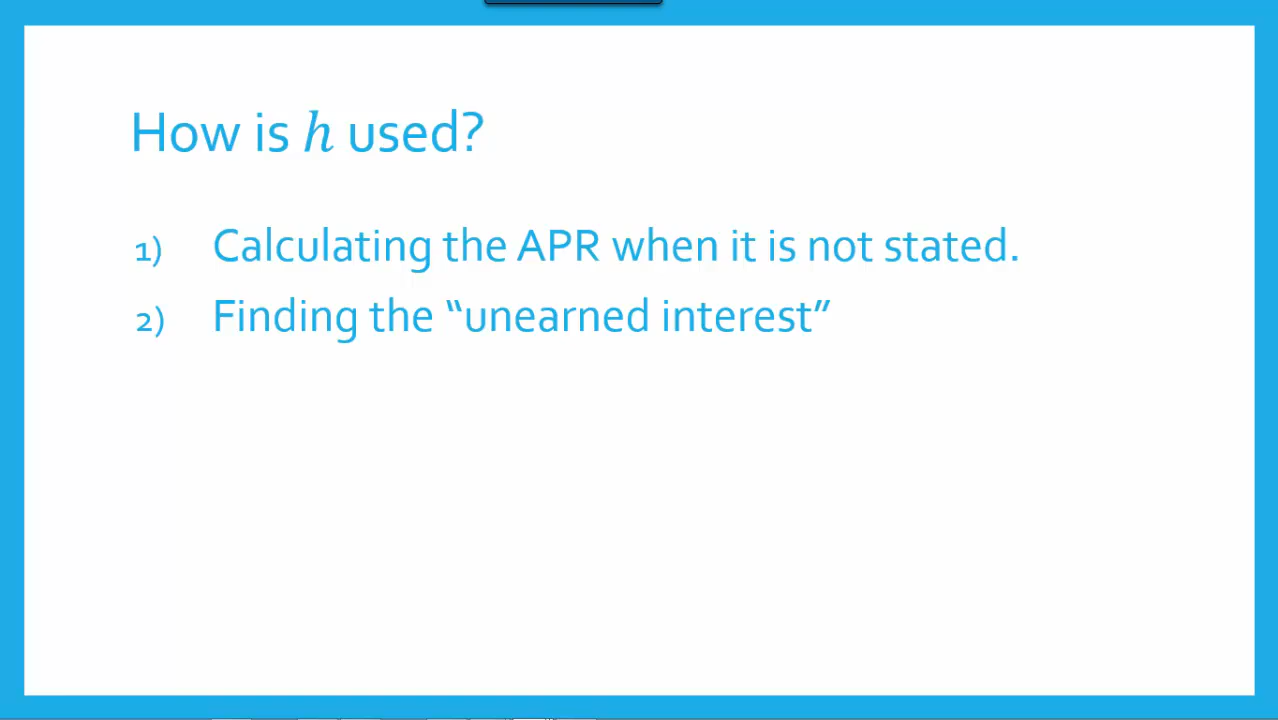 How is h used?
1) Calculating the APR when it is not stated.
2) Finding the “unearned interest”